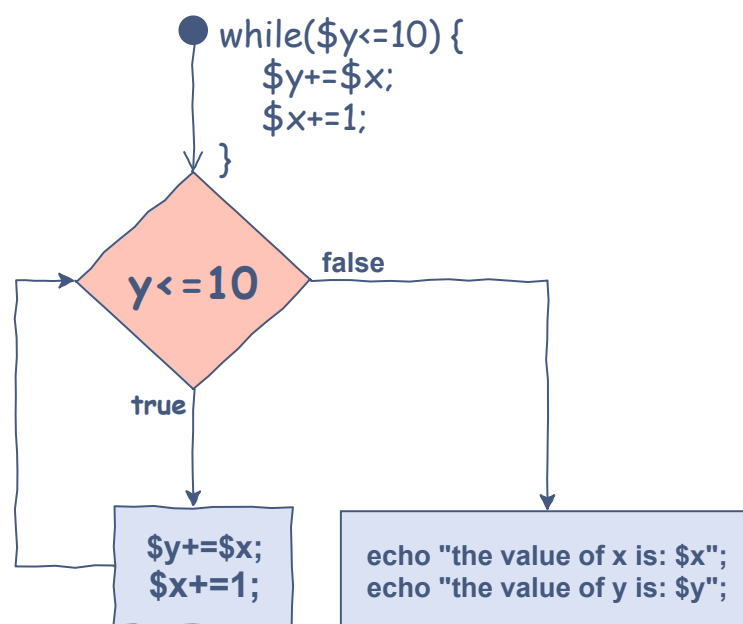 while($y<=10) {
$y+=$x;
$x+=1;
}
y<=10
false
true
$y+=$x;
$x+=1;
echo "the value of x is: $x";
echo "the value of y is: $y";